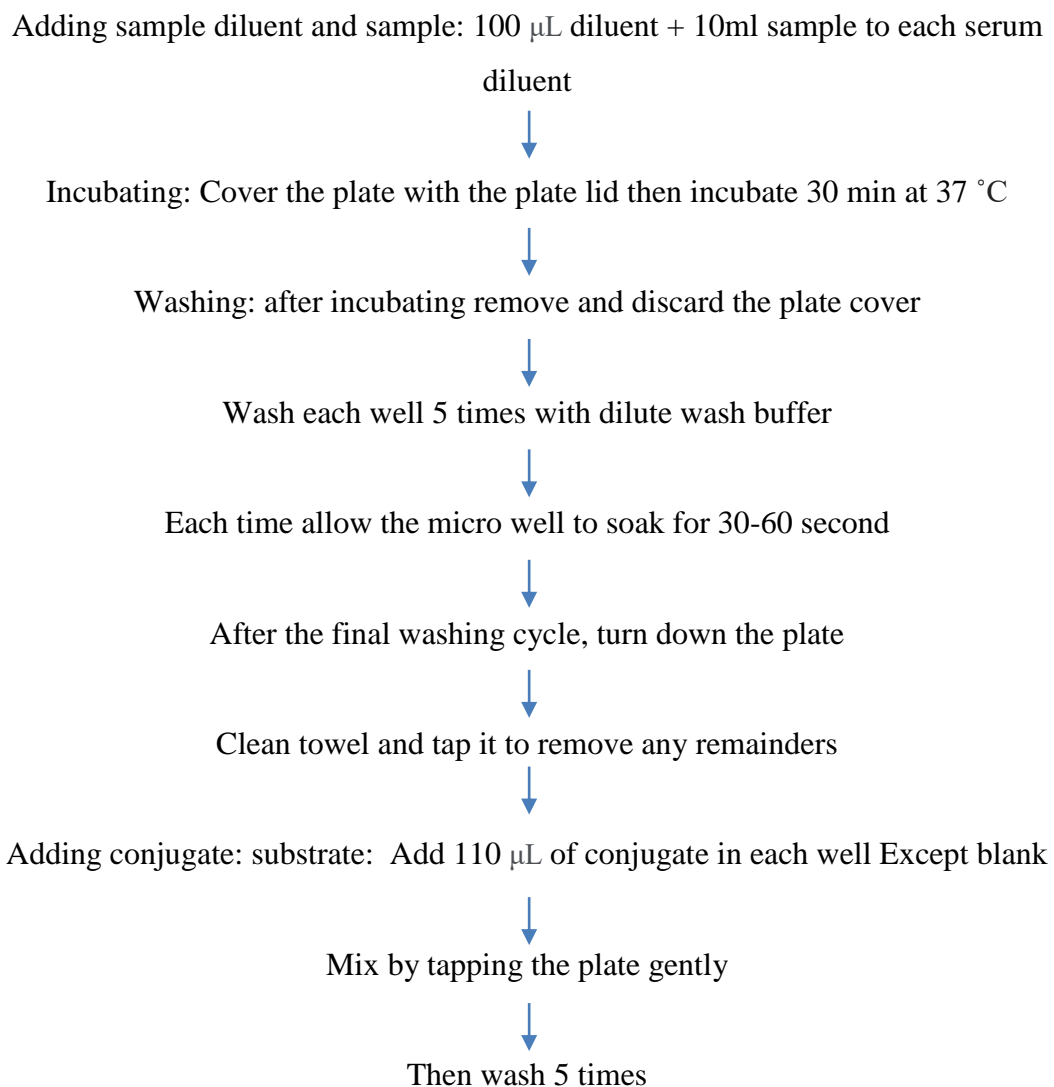 Adding sample diluent and sample: 100 μL diluent + 10ml sample to each serum
diluent
Incubating: Cover the plate with the plate lid then incubate 30 min at 37 ˚C
Washing: after incubating remove and discard the plate cover
Wash each well 5 times with dilute wash buffer
Each time allow the micro well to soak for 30-60 second
After the final washing cycle, turn down the plate
Clean towel and tap it to remove any remainders
Adding conjugate: substrate:  Add 110 μL of conjugate in each well Except blank
Mix by tapping the plate gently
Then wash 5 times